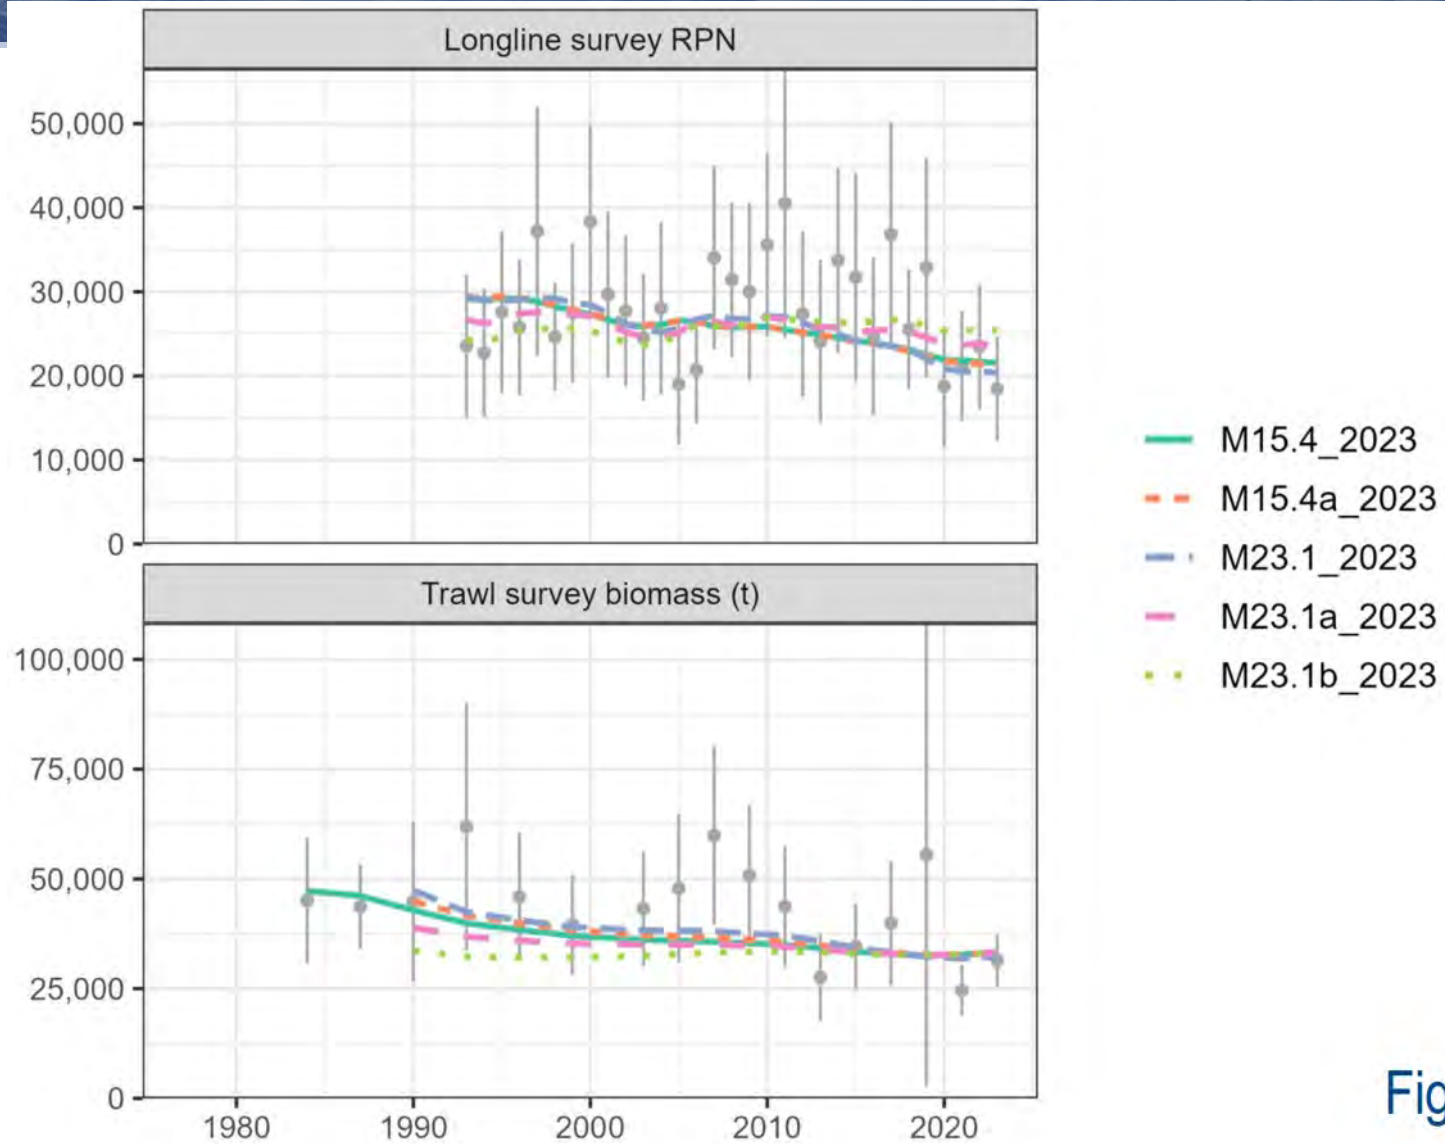 Longline survey RPN
50,000
40,000
30,000
20,000
10,000
0
Trawl survey biomass (t)
100,000
75,000
50,000
25,000
0
1980 1990 2000 2010 2020
M15.4_2023
M15.4a_2023
M23.1_2023
M23.1a_2023
M23.1b_2023
Fig